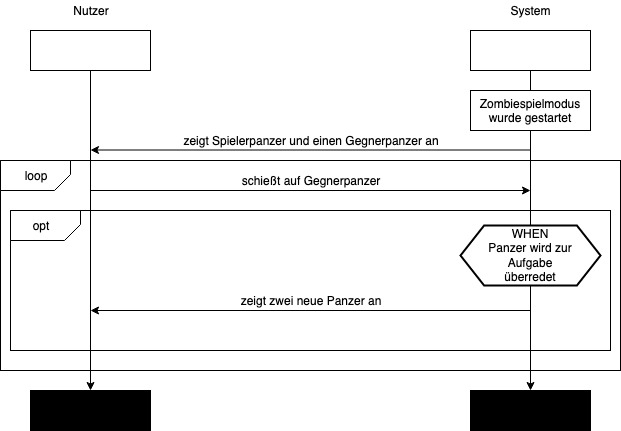 Nutzer
System
Zombiespielmodus
wurde gestartet
zeigt Spielerpanzer und einen Gegnerpanzer an
loop
schießt auf Gegnerpanzer
opt
WHEN
Panzer wird zur
Aufgabe
überredet
zeigt zwei neue Panzer an